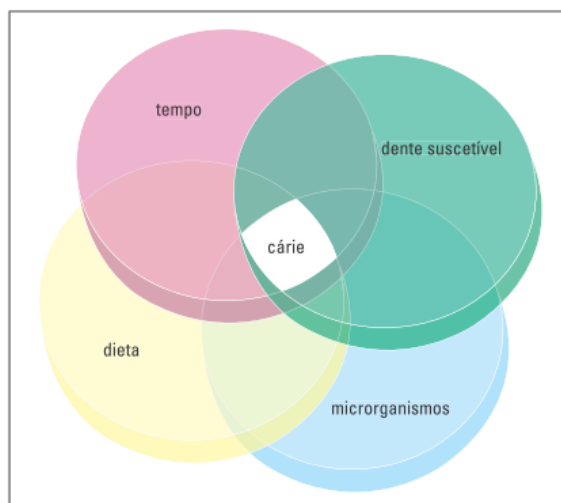 tempo
dente suscetível
cárie
dieta
microrganismos